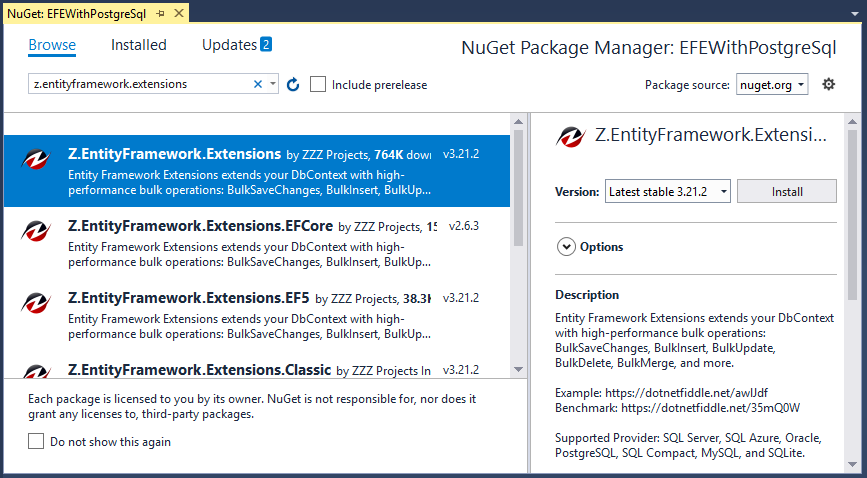 NuGet: EFEWithPostgreSql
Browse
Installed
Updates 2
NuGet Package Manager: EFEWithPostgreSql
z.entityframework.extensions
Include prerelease
Package source: nuget.org
Z.EntityFramework.Extensions by ZZZ Projects, 764K down
v3.21.2
Entity Framework Extensions extends your DbContext with high-
performance bulk operations: BulkSaveChanges, BulkInsert, BulkUp...
Z.EntityFramework.Extensions.EFCore by ZZZ Projects, 15
v2.6.3
Entity Framework Extensions extends your DbContext with high-
performance bulk operations: BulkSaveChanges, BulkInsert, BulkUp...
Z.EntityFramework.Extensions.EF5 by ZZZ Projects, 38.3K
v3.21.2
Entity Framework Extensions extends your DbContext with high-
performance bulk operations: BulkSaveChanges, BulkInsert, BulkUp...
Z.EntityFramework.Extensions.Classic by ZZZ Projects In
v3.21.2
Each package is licensed to you by its owner. NuGet is not responsible for, nor does it
grant any licenses to, third-party packages.
Do not show this again
Z.EntityFramework.Extensi...
Version: Latest stable 3.21.2
Install
Options
Description
Entity Framework Extensions extends your DbContext
with high-performance bulk operations:
BulkSaveChanges, BulkInsert, BulkUpdate,
BulkDelete, BulkMerge, and more.
Example: https://dotnetfiddle.net/awIJdf
Benchmark: https://dotnetfiddle.net/35mQ0W
Supported Provider: SQL Server, SQL Azure, Oracle,
PostgreSQL, SQL Compact, MySQL, and SQLite.